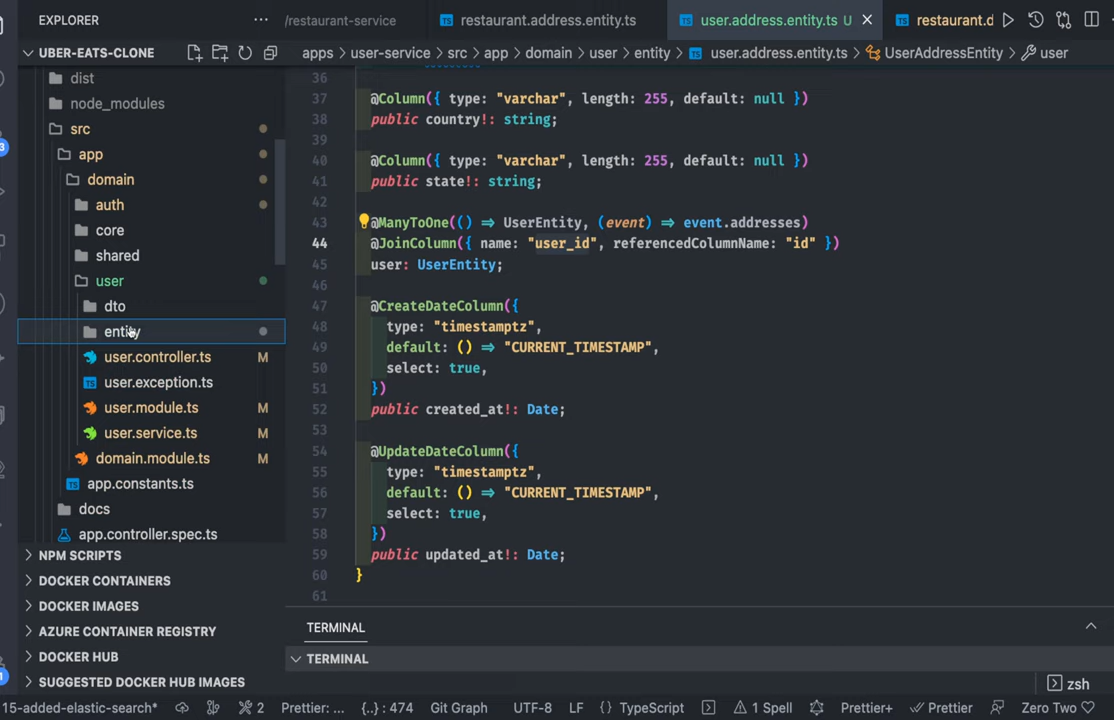 EXPLORER
/restaurant-service
restaurant.address.entity.ts
user.address.entity.ts U
restaurant.d
UBER-EATS-CLONE
apps > user-service > src > app > domain > user > entity > user.address.entity.ts > UserAddressEntity > user
dist
node_modules
src
app
domain
auth
core
shared
user
dto
entity
user.controller.ts M
user.exception.ts
user.module.ts M
user.service.ts M
domain.module.ts M
app.constants.ts
docs
app.controller.spec.ts
NPM SCRIPTS
DOCKER CONTAINERS
DOCKER IMAGES
AZURE CONTAINER REGISTRY
DOCKER HUB
SUGGESTED DOCKER HUB IMAGES
36
37 @Column({ type: "varchar", length: 255, default: null })
38 public country!: string;
39
40 @Column({ type: "varchar", length: 255, default: null })
41 public state!: string;
42
43 @ManyToOne(() => UserEntity, (event) => event.addresses)
44 @JoinColumn({ name: "user_id", referencedColumnName: "id" })
45 user: UserEntity;
46
47 @CreateDateColumn({
48 type: "timestamptz",
49 default: () => "CURRENT_TIMESTAMP",
50 select: true,
51 })
52 public created_at!: Date;
53
54 @UpdateDateColumn({
55 type: "timestamptz",
56 default: () => "CURRENT_TIMESTAMP",
57 select: true,
58 })
59 public updated_at!: Date;
60 }
61
TERMINAL
TERMINAL
zsh
15-added-elastic-search* 2 Prettier: ... {..} : 474 Git Graph UTF-8 LF {} TypeScript 1 Spell Prettier+ Prettier Zero Two